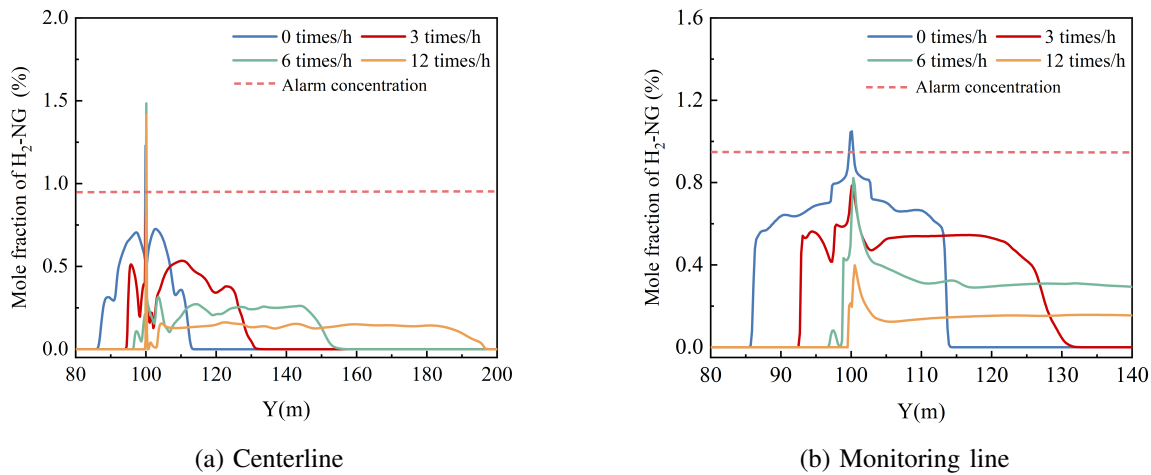 Mole fraction of H₂-NG (%)
2.0
1.5
1.0
0.5
0.0
0 times/h
3 times/h
6 times/h
12 times/h
Alarm concentration
80
100
120
140
160
180
200
Y(m)
(a) Centerline
Mole fraction of H₂-NG (%)
1.6
1.2
0.8
0.4
0.0
0 times/h
3 times/h
6 times/h
12 times/h
Alarm concentration
80
90
100
110
120
130
140
Y(m)
(b) Monitoring line